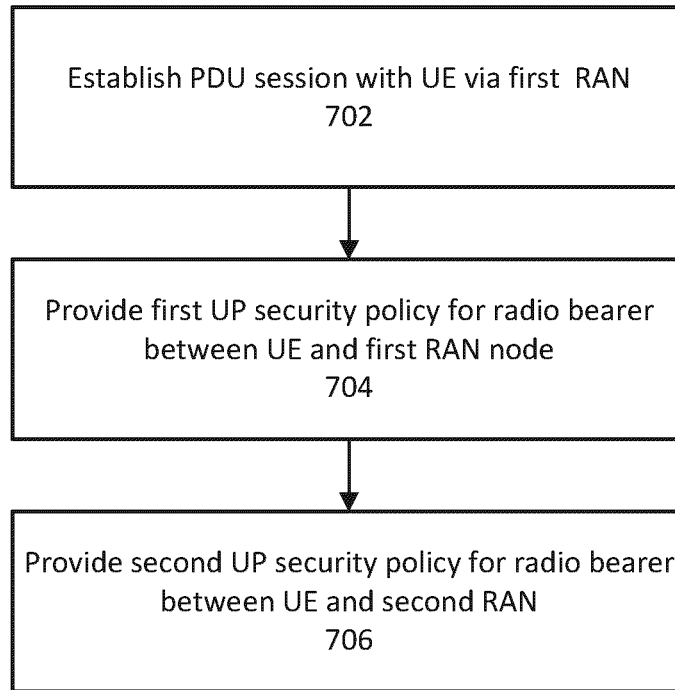 Establish PDU session with UE via first RAN
702
Provide first UP security policy for radio bearer
between UE and first RAN node
704
Provide second UP security policy for radio bearer
between UE and second RAN
706